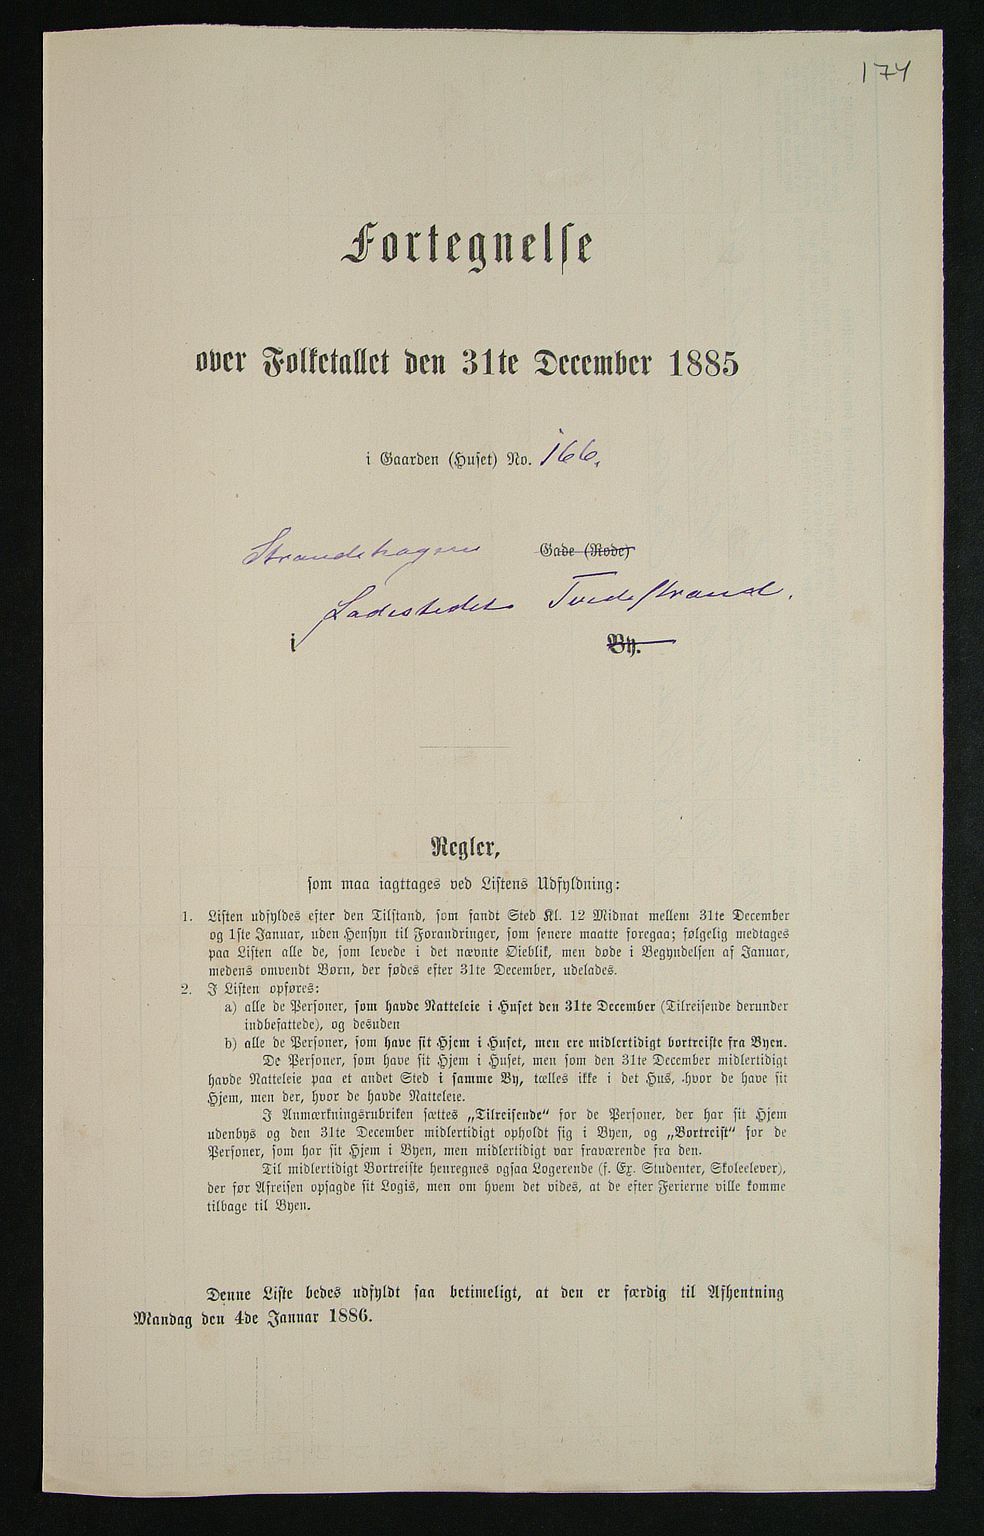 174
Fortegnelse
over Folketallet den 31te December 1885
i Gaarden (Huset) No. 166.
Strandehagen Gade (Rode)
Ladestedet Tvedestrand.
i By.
Regler,
som maa iagttages ved Listens Udfyldning:
1. Listen udfyldes efter den Tilstand, som fandt Sted Kl. 12 Midnat mellem 31te December
og 1ste Januar, uden Hensyn til Forandringer, som senere maatte foregaa; følgelig medtages
paa Listen alle de, som levede i det nævnte Øieblik, men døde i Begyndelsen af Januar,
medens omvendt Børn, der fødes efter 31te December, udelades.
2. I Listen opføres:
a) alle de Personer, som havde Natteleie i Huset den 31te December (Tilreisende derunder
indbefattede), og desuden
b) alle de Personer, som have sit Hjem i Huset, men ere midlertidigt bortreiste fra Byen.
De Personer, som have sit Hjem i Huset, men som den 31te December midlertidigt
havde Natteleie paa et andet Sted i samme By, tælles ikke i det Hus, hvor de have sit
Hjem, men der, hvor de havde Natteleie.
I Anmærkningsrubriken sættes „Tilreisende“ for de Personer, der har sit Hjem
udenbys og den 31te December midlertidigt opholdt sig i Byen, og „Bortreist“ for de
Personer, som har sit Hjem i Byen, men midlertidigt var fraværende fra den.
Til midlertidigt Bortreiste henregnes ogsaa Logerende (f. Ex. Studenter, Skoleelever),
der før Afreisen opsagde sit Logis, men om hvem det vides, at de efter Ferierne ville komme
tilbage til Byen.
Denne Liste bedes udfyldt saa betimeligt, at den er færdig til Afhentning
Mandag den 4de Januar 1886.